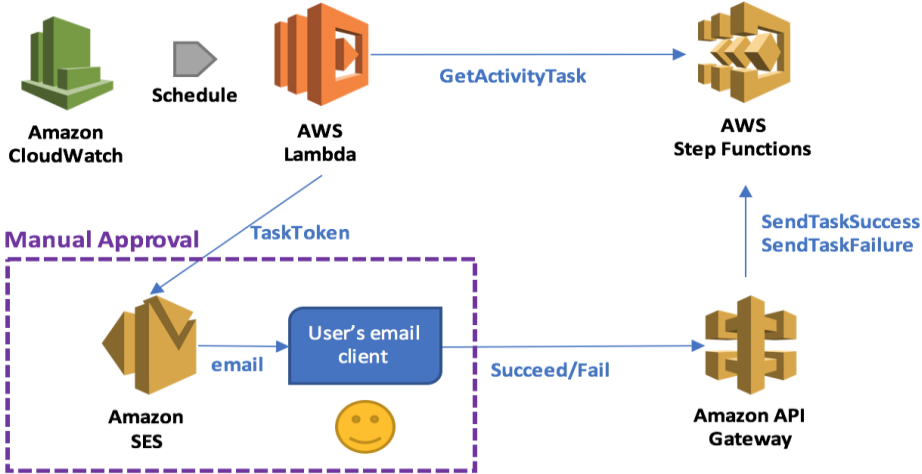 Schedule
GetActivityTask
Amazon
CloudWatch
AWS
Lambda
AWS
Step Functions
TaskToken
SendTaskSuccess
SendTaskFailure
Manual Approval
User's email
client
email
Succeed/Fail
Amazon
SES
Amazon API
Gateway